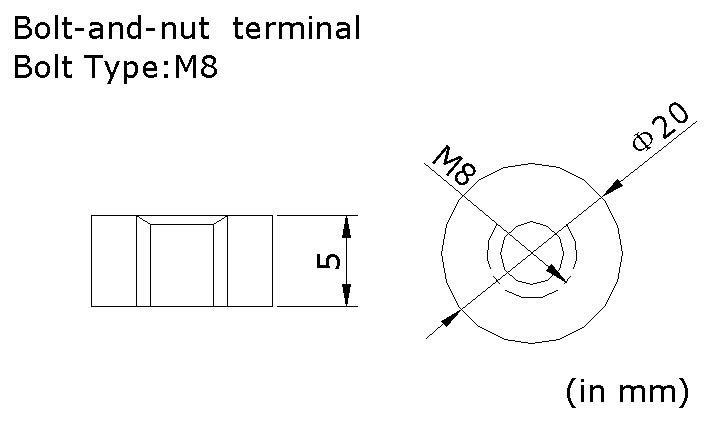 Bolt-and-nut terminal
Bolt Type:M8
M8
Φ20
5
(in mm)